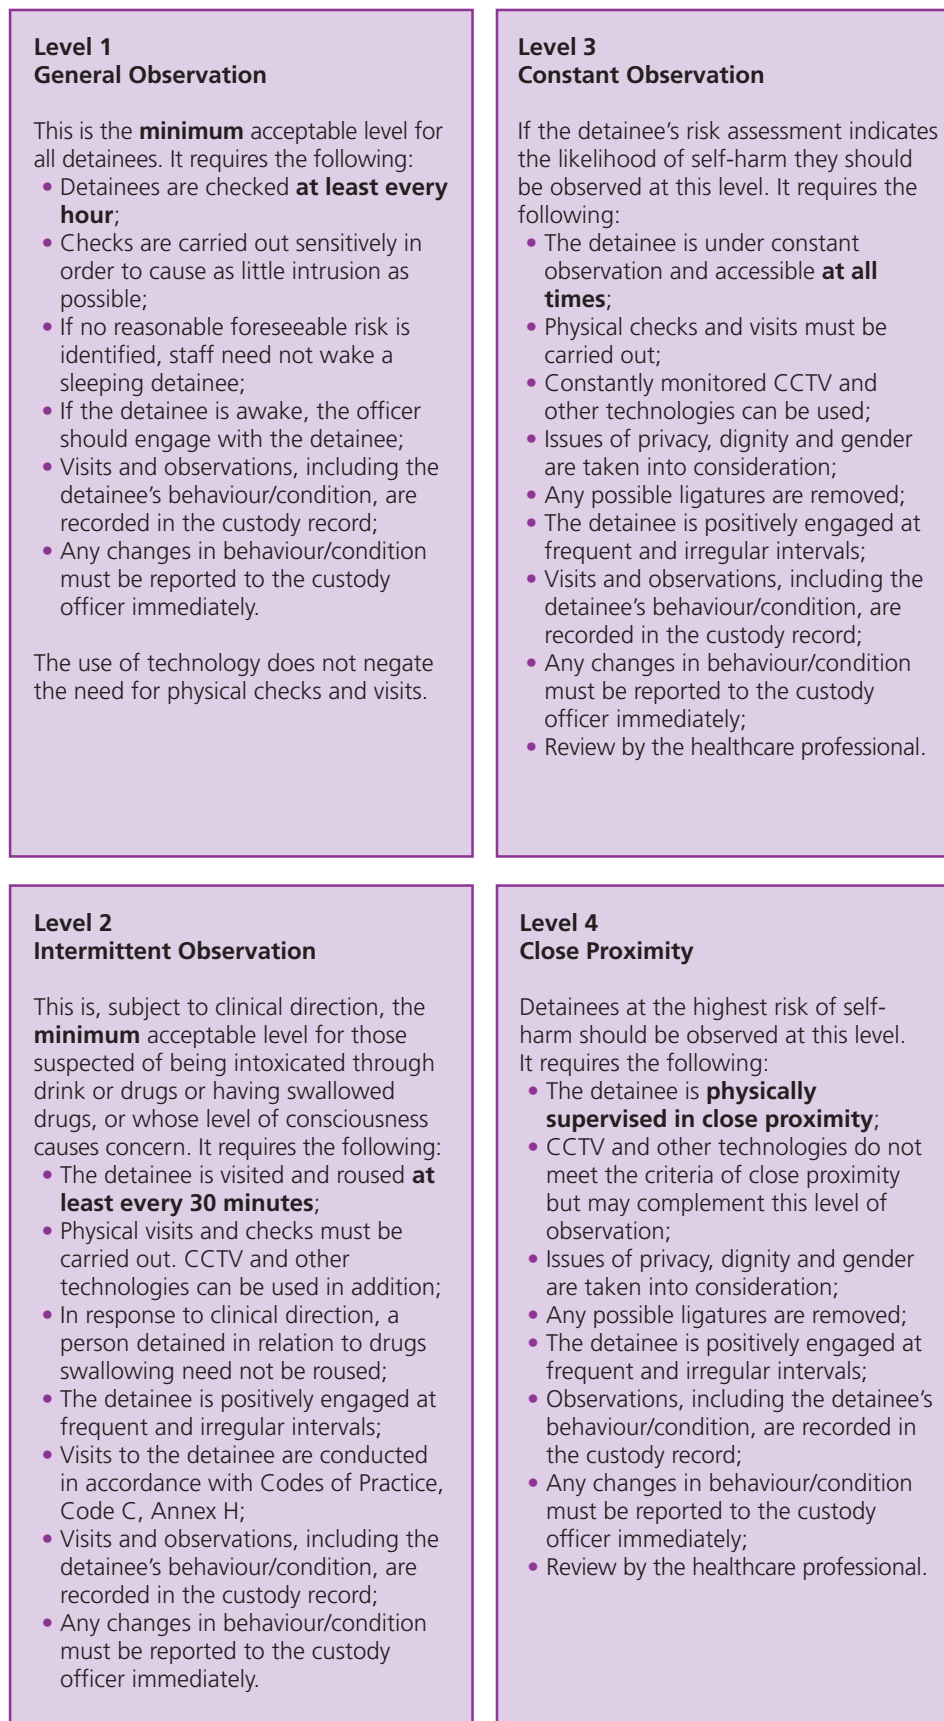 Level 1
General Observation
This is the minimum acceptable level for
all detainees. It requires the following:
• Detainees are checked at least every
hour;
• Checks are carried out sensitively in
order to cause as little intrusion as
possible;
• If no reasonable foreseeable risk is
identified, staff need not wake a
sleeping detainee;
• If the detainee is awake, the officer
should engage with the detainee;
• Visits and observations, including the
detainee's behaviour/condition, are
recorded in the custody record;
• Any changes in behaviour/condition
must be reported to the custody
officer immediately.
The use of technology does not negate
the need for physical checks and visits.
Level 2
Intermittent Observation
This is, subject to clinical direction, the
minimum acceptable level for those
suspected of being intoxicated through
drink or drugs or having swallowed
drugs, or whose level of consciousness
causes concern. It requires the following:
• The detainee is visited and roused at
least every 30 minutes;
• Physical visits and checks must be
carried out. CCTV and other
technologies can be used in addition;
• In response to clinical direction, a
person detained in relation to drugs
swallowing need not be roused;
• The detainee is positively engaged at
frequent and irregular intervals;
• Visits to the detainee are conducted
in accordance with Codes of Practice,
Code C, Annex H;
• Visits and observations, including the
detainee's behaviour/condition, are
recorded in the custody record;
• Any changes in behaviour/condition
must be reported to the custody
officer immediately.
Level 3
Constant Observation
If the detainee's risk assessment indicates
the likelihood of self-harm they should
be observed at this level. It requires the
following:
• The detainee is under constant
observation and accessible at all
times;
• Physical checks and visits must be
carried out;
• Constantly monitored CCTV and
other technologies can be used;
• Issues of privacy, dignity and gender
are taken into consideration;
• Any possible ligatures are removed;
• The detainee is positively engaged at
frequent and irregular intervals;
• Visits and observations, including the
detainee's behaviour/condition, are
recorded in the custody record;
• Any changes in behaviour/condition
must be reported to the custody
officer immediately;
• Review by the healthcare professional.
Level 4
Close Proximity
Detainees at the highest risk of self-
harm should be observed at this level.
It requires the following:
• The detainee is physically
supervised in close proximity;
• CCTV and other technologies do not
meet the criteria of close proximity
but may complement this level of
observation;
• Issues of privacy, dignity and gender
are taken into consideration;
• Any possible ligatures are removed;
• The detainee is positively engaged at
frequent and irregular intervals;
• Observations, including the detainee's
behaviour/condition, are recorded in
the custody record;
• Any changes in behaviour/condition
must be reported to the custody
officer immediately;
• Review by the healthcare professional.